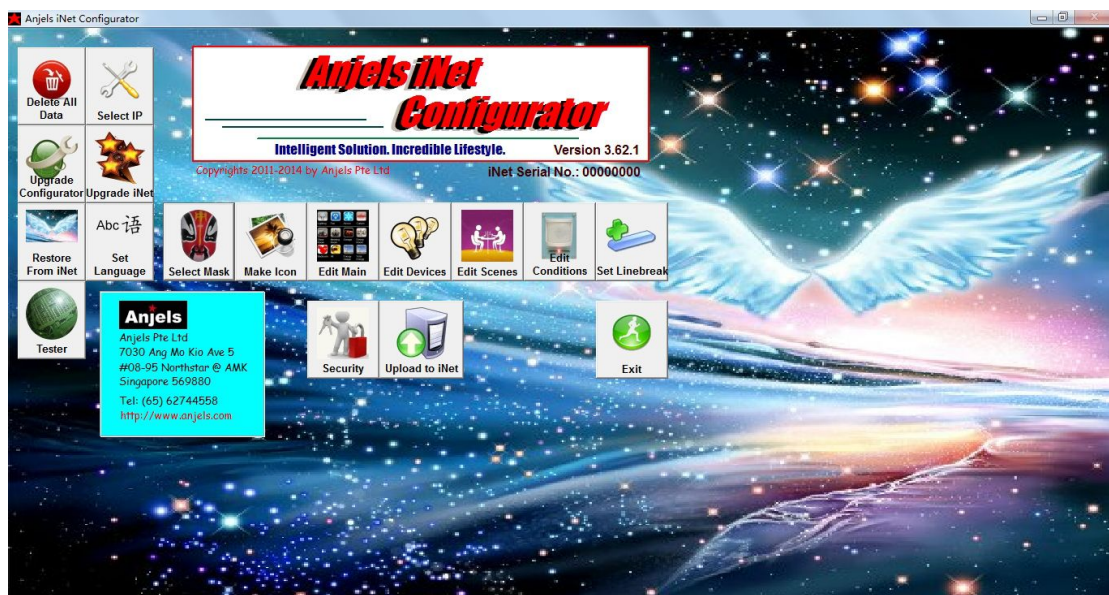 Anjels iNet Configurator
Anjels iNet
Configurator
Intelligent Solution. Incredible Lifestyle.
Version 3.62.1
Copyrights 2011-2014 by Anjels Pte Ltd
iNet Serial No.: 00000000
Delete All
Data
Select IP
Upgrade
Configurator
Upgrade iNet
Restore
From iNet
Abc 语
Set
Language
Select Mask
Make Icon
Edit Main
Edit Devices
Edit Scenes
Edit
Conditions
Set Linebreak
Tester
Anjels
Anjels Pte Ltd
7030 Ang Mo Kio Ave 5
#08-95 Northstar @ AMK
Singapore 569880
Tel: (65) 62744558
http://www.anjels.com
Security
Upload to iNet
Exit